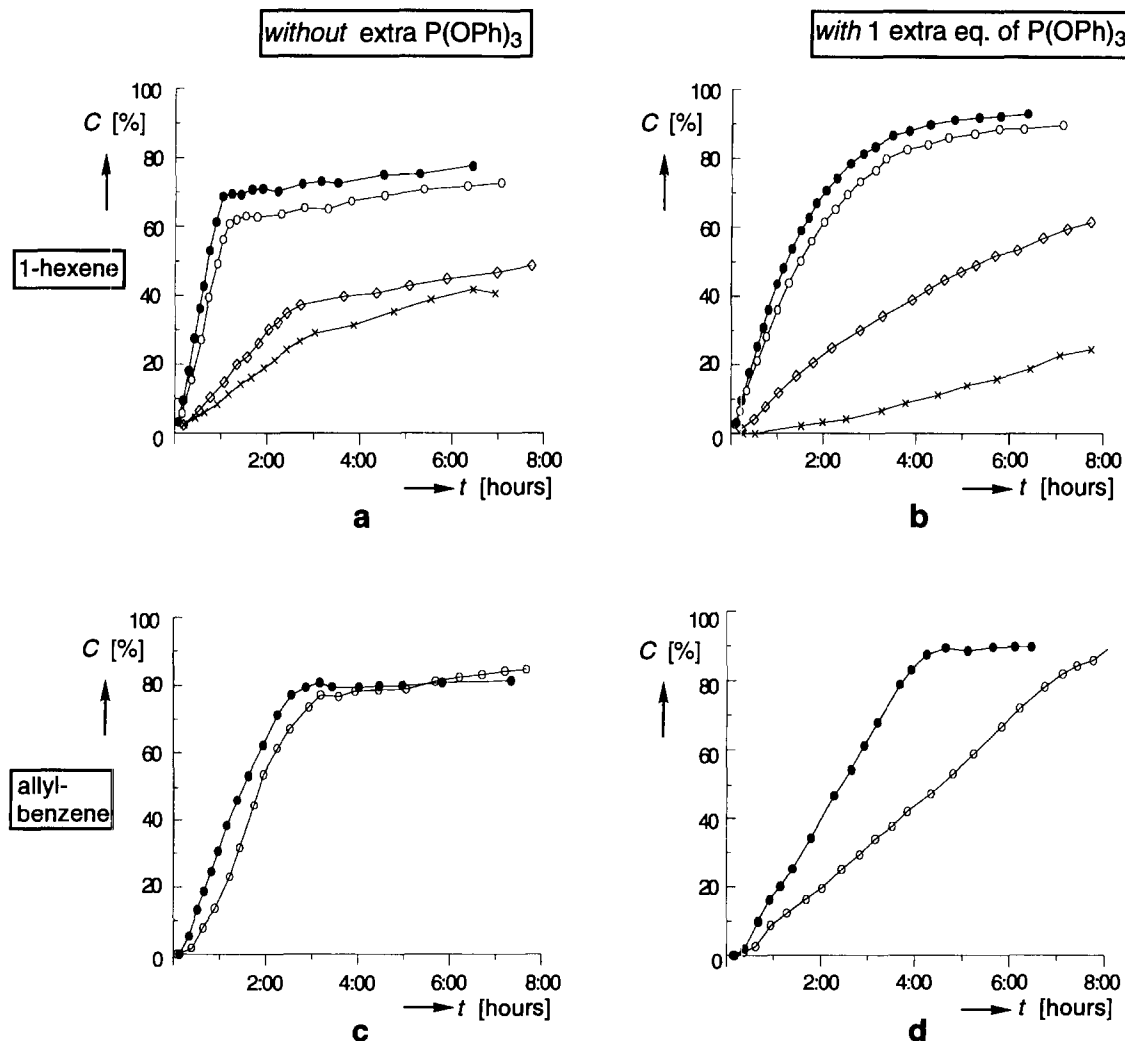 without extra P(OPh)3
with 1 extra eq. of P(OPh)3
100
C [%]
80
60
40
20
0
2:00 4:00 6:00 8:00
t [hours]
a
1-hexene
100
C [%]
80
60
40
20
0
2:00 4:00 6:00 8:00
t [hours]
b
100
C [%]
80
60
40
20
0
2:00 4:00 6:00 8:00
t [hours]
c
allyl-
benzene
100
C [%]
80
60
40
20
0
2:00 4:00 6:00 8:00
t [hours]
d